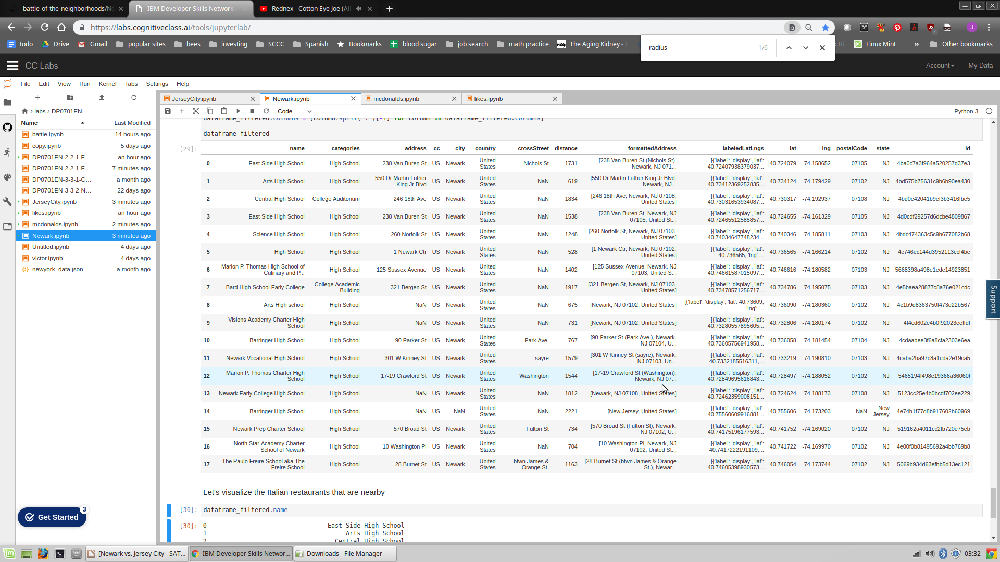 battle-of-the-neighborhoods/Ne
IBM Developer Skills Network -
Rednex - Cotton Eye Joe (Al
https://labs.cognitiveclass.ai/tools/jupyterlab/
todo Drive Gmail popular sites bees investing SCCC Spanish Bookmarks blood sugar job search math practice The Aging Kidney - F Linux Mint » Other bookmarks
radius 1/6
CC Labs Account My Data
File Edit View Run Kernel Tabs Settings Help
JerseyCity.ipynb Newark.ipynb mcdonalds.ipynb likes.ipynb
Code Python 3
labs > DP0701EN
Name Last Modified
battle.ipynb 14 hours ago
copy.ipynb 5 days ago
DP0701EN-2-2-1-F... an hour ago
DP0701EN-2-2-1-F... 7 minutes ago
DP0701EN-3-3-1-C... a month ago
DP0701EN-3-3-2-N... 22 days ago
JerseyCity.ipynb 3 minutes ago
likes.ipynb an hour ago
mcdonalds.ipynb 2 minutes ago
Newark.ipynb 3 minutes ago
Untitled.ipynb 4 days ago
victor.ipynb 4 days ago
newyork_data.json a month ago
Get Started 3
dataframe_filtered.columns = [column.split('.')[-1] for column in dataframe_filtered.columns]
dataframe_filtered
[29]:
name categories address cc city country crossStreet distance formattedAddress labeledLatLngs lat lng postalCode state id
0 East Side High School High School 238 Van Buren St US Newark United States Nichols St 1731 [238 Van Buren St (Nichols St), Newark, NJ 071... [{'label': 'display', 'lat': 40.72407938379037... 40.724079 -74.158652 07105 NJ 4ba0c7a3f964a520257d37e3
1 Arts High School High School 550 Dr Martin Luther King Jr Blvd US Newark United States NaN 619 [550 Dr Martin Luther King Jr Blvd, Newark, NJ... [{'label': 'display', 'lat': 40.73412369252835... 40.734124 -74.179429 07102 NJ 4bd575b75631c9b6b90ea430
2 Central High School College Auditorium 246 18th Ave US Newark United States NaN 1834 [246 18th Ave, Newark, NJ 07108, United States] [{'label': 'display', 'lat': 40.73031653934087... 40.730317 -74.192937 07108 NJ 4bd0e42041b9ef3b3416fbe5
3 East Side High School High School 238 Van Buren St US Newark United States NaN 1538 [238 Van Buren St, Newark, NJ 07105, United St... [{'label': 'display', 'lat': 40.72465512585857... 40.724655 -74.161329 07105 NJ 4d0cdf29257d6dcbe4809867
4 Science High School High School 260 Norfolk St US Newark United States NaN 1248 [260 Norfolk St, Newark, NJ 07103, United States] [{'label': 'display', 'lat': 40.74034647748234... 40.740346 -74.185811 07103 NJ 4bdc474363c5c9b677082b68
5 High School High School 1 Newark Ctr US Newark United States NaN 528 [1 Newark Ctr, Newark, NJ 07102, United States] [{'label': 'display', 'lat': 40.736565, 'lng':... 40.736565 -74.166214 07102 NJ 4c746ec144d3952113ccf4be
6 Marion P. Thomas High School of Culinary and P... High School 125 Sussex Avenue US Newark United States NaN 1402 [125 Sussex Avenue, Newark, NJ 07103, United S... [{'label': 'display', 'lat': 40.74661587015097... 40.746616 -74.180582 07103 NJ 5668398a498e1ede14923851
7 Bard High School Early College College Academic Building 321 Bergen St US Newark United States NaN 1917 [321 Bergen St, Newark, NJ 07103, United States] [{'label': 'display', 'lat': 40.73478571256717... 40.734786 -74.195075 07103 NJ 4e5baea28877c8a76e021cdc
8 Arts High school High School NaN US Newark United States NaN 675 [Newark, NJ 07102, United States] [{'label': 'display', 'lat': 40.73609, 'lng': ... 40.736090 -74.180360 07102 NJ 4c1b9d8363750f473d22b567
9 Visions Academy Charter High School High School NaN US Newark United States NaN 731 [Newark, NJ 07102, United States] [{'label': 'display', 'lat': 40.73280557895605... 40.732806 -74.180174 07102 NJ 4f4cd602e4b0f92023eeffdf
10 Barringer High School High School 90 Parker St US Newark United States Park Ave. 767 [90 Parker St (Park Ave.), Newark, NJ 07104, U... [{'label': 'display', 'lat': 40.73605756941958... 40.736058 -74.181454 07104 NJ 4cdaadee3f6a8cfa2303e6ea
11 Newark Vocational High School High School 301 W Kinney St US Newark United States sayre 1579 [301 W Kinney St (sayre), Newark, NJ 07103, Un... [{'label': 'display', 'lat': 40.7332185516311,... 40.733219 -74.190810 07103 NJ 4caba2ba97c8a1cda2e19ca5
12 Marion P. Thomas Charter High School High School 17-19 Crawford St US Newark United States Washington 1544 [17-19 Crawford St (Washington), Newark, NJ 07... [{'label': 'display', 'lat': 40.72849695616843... 40.728497 -74.188052 07102 NJ 5465194f498e19366a36060f
13 Newark Early College High School High School NaN US Newark United States NaN 1812 [Newark, NJ 07108, United States] [{'label': 'display', 'lat': 40.72462359008151... 40.724624 -74.188173 07108 NJ 5123cc25e4b0bcdf702ee229
14 Barringer High School High School NaN US NaN United States NaN 2221 [New Jersey, United States] [{'label': 'display', 'lat': 40.75560609916881... 40.755606 -74.173203 NaN New Jersey 4e74b1f77d8b917602b60969
15 Newark Prep Charter School High School 570 Broad St US Newark United States Fulton St 734 [570 Broad St (Fulton St), Newark, NJ 07102, U... [{'label': 'display', 'lat': 40.74175196177593... 40.741752 -74.169020 07102 NJ 519162a4011cc2fb720e75eb
16 North Star Academy Charter School of Newark High School 10 Washington Pl US Newark United States NaN 704 [10 Washington Pl, Newark, NJ 07102, United St... [{'label': 'display', 'lat': 40.7417222191109,... 40.741722 -74.169970 07102 NJ 4e00f0b81495692a4bb769b8
17 The Paulo Freire School aka The Freire School High School 28 Burnet St US Newark United States btwn James & Orange St. 1163 [28 Burnet St (btwn James & Orange St.), Newar... [{'label': 'display', 'lat': 40.74605398930573... 40.746054 -74.173744 07102 NJ 5069b934d63efbb5d13ec121
Let's visualize the Italian restaurants that are nearby
[30]: dataframe_filtered.name
[30]: 0 East Side High School
1 Arts High School
2 Central High School
Support
[Newark vs. Jersey City - SAT... IBM Developer Skills Networ... Downloads - File Manager 03:32